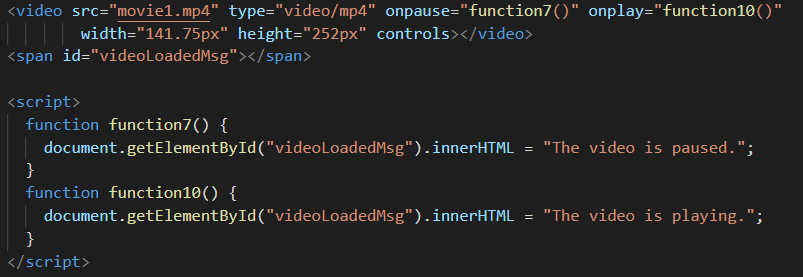 <video src="movie1.mp4" type="video/mp4" onpause="function7()" onplay="function10()"
width="141.75px" height="252px" controls></video>
<span id="videoLoadedMsg"></span>
<script>
function function7() {
document.getElementById("videoLoadedMsg").innerHTML = "The video is paused.";
}
function function10() {
document.getElementById("videoLoadedMsg").innerHTML = "The video is playing.";
}
</script>